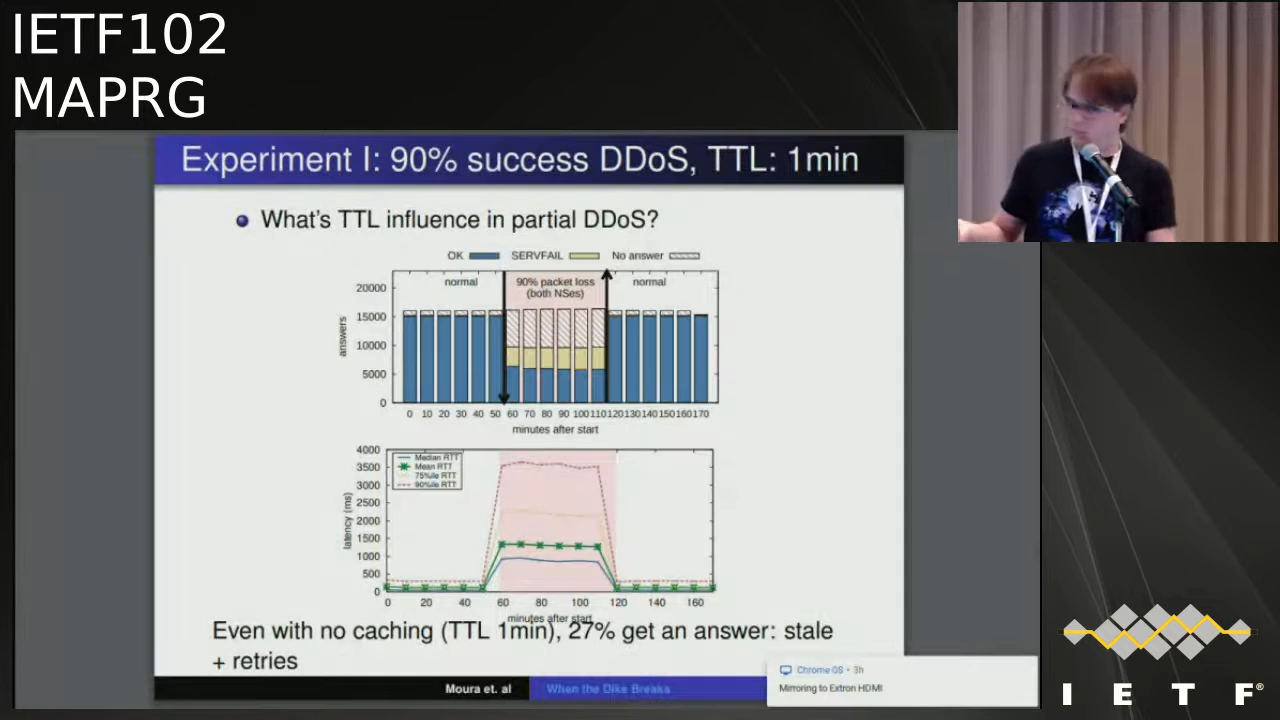 IETF102
MAPRG
Experiment I: 90% success DDoS, TTL: 1min
What's TTL influence in partial DDoS?
OK SERVFAIL No answer
normal 90% packet loss normal
(both NSes)
20000
15000
10000
5000
0
answers
0 10 20 30 40 50 60 70 80 90 100 110 120 130 140 150 160 170
minutes after start
4000
3500
3000
2500
2000
1500
1000
500
0
latency (ms)
Median RTT
Mean RTT
75%ile RTT
90%ile RTT
0 20 40 60 80 100 120 140 160
minutes after start
Even with no caching (TTL 1min), 27% get an answer: stale
+ retries
Moura et. al When the Dike Breaks
Chrome OS • 3h
Mirroring to Extron HDMI
I E T F®